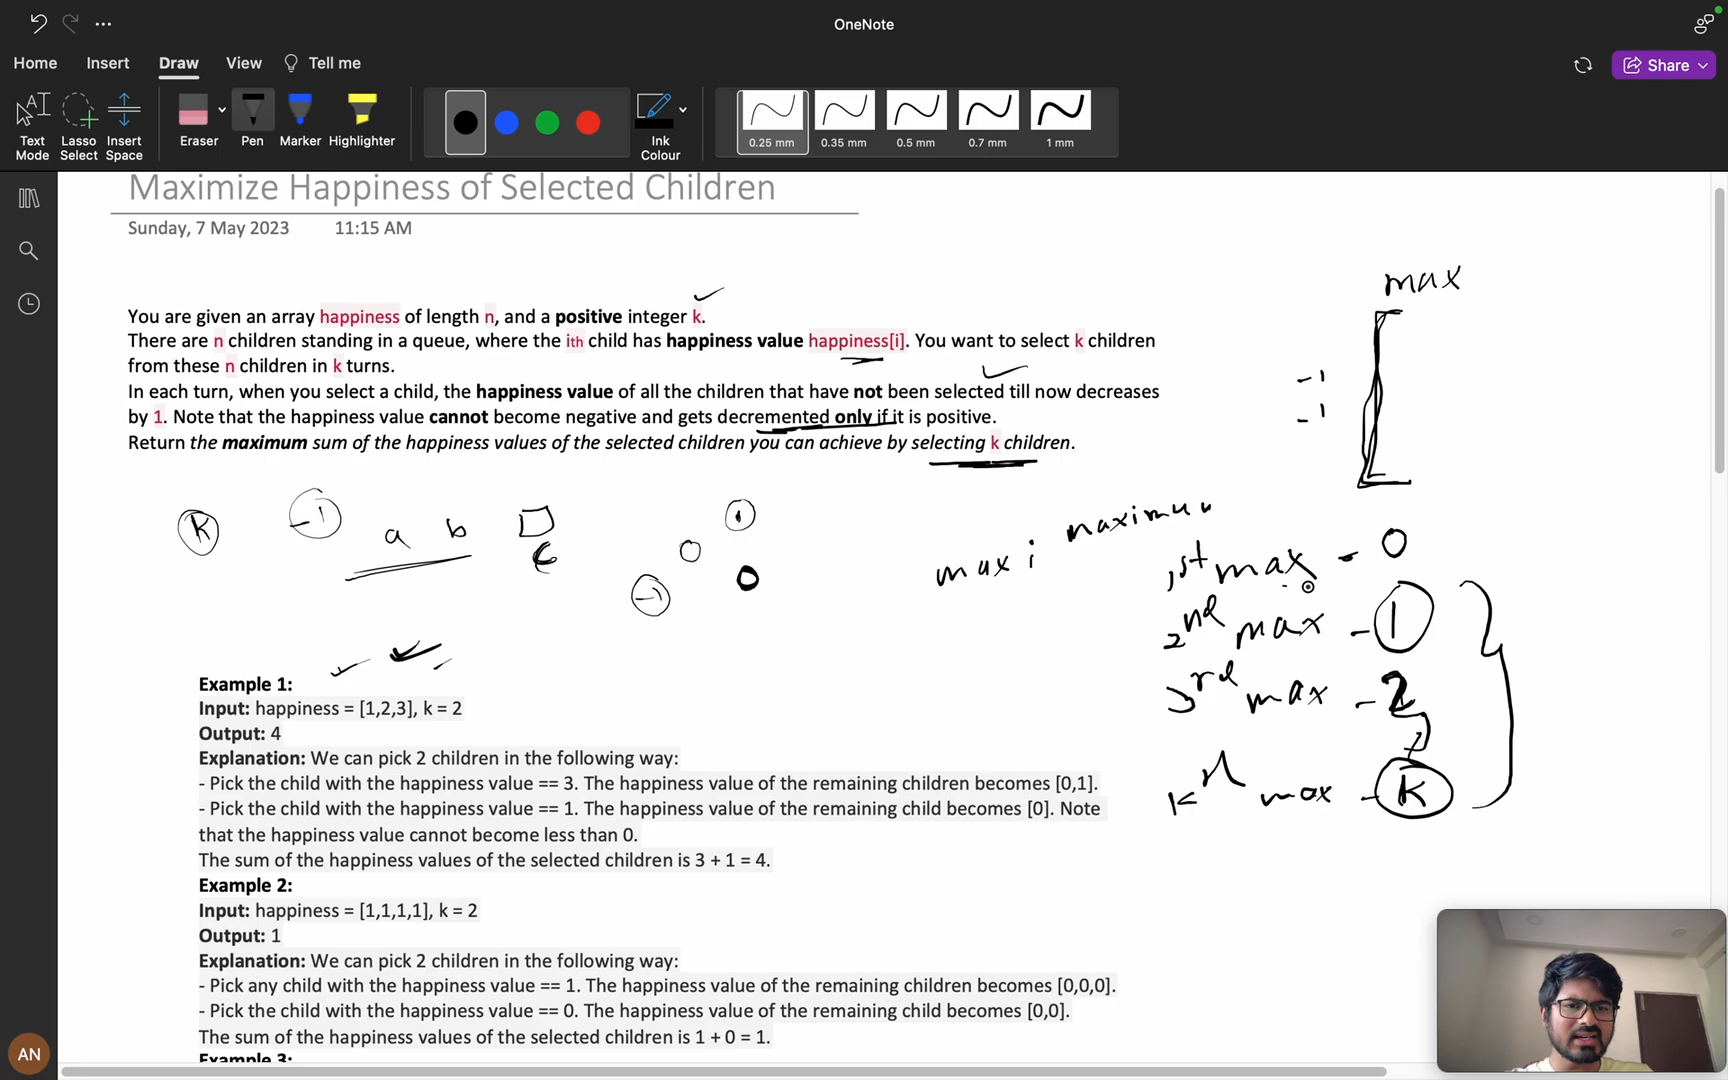 OneNote
Home Insert Draw View Tell me
Share
Text Mode
Lasso Select
Insert Space
Eraser
Pen
Marker
Highlighter
Ink Colour
0.25 mm
0.35 mm
0.5 mm
0.7 mm
1 mm
Maximize Happiness of Selected Children
Sunday, 7 May 2023 11:15 AM
You are given an array happiness of length n, and a positive integer k.
There are n children standing in a queue, where the ith child has happiness value happiness[i]. You want to select k children
from these n children in k turns.
In each turn, when you select a child, the happiness value of all the children that have not been selected till now decreases
by 1. Note that the happiness value cannot become negative and gets decremented only if it is positive.
Return the maximum sum of the happiness values of the selected children you can achieve by selecting k children.
max
-1
-1
K -1 a b
1
0
-1
maxi
maximu
1st max - 0
2nd max - 1
3rd max - 2
max - K
Example 1:
Input: happiness = [1,2,3], k = 2
Output: 4
Explanation: We can pick 2 children in the following way:
- Pick the child with the happiness value == 3. The happiness value of the remaining children becomes [0,1].
- Pick the child with the happiness value == 1. The happiness value of the remaining child becomes [0]. Note
that the happiness value cannot become less than 0.
The sum of the happiness values of the selected children is 3 + 1 = 4.
Example 2:
Input: happiness = [1,1,1,1], k = 2
Output: 1
Explanation: We can pick 2 children in the following way:
- Pick any child with the happiness value == 1. The happiness value of the remaining children becomes [0,0,0].
- Pick the child with the happiness value == 0. The happiness value of the remaining child becomes [0,0].
The sum of the happiness values of the selected children is 1 + 0 = 1.
Example 3:
AN